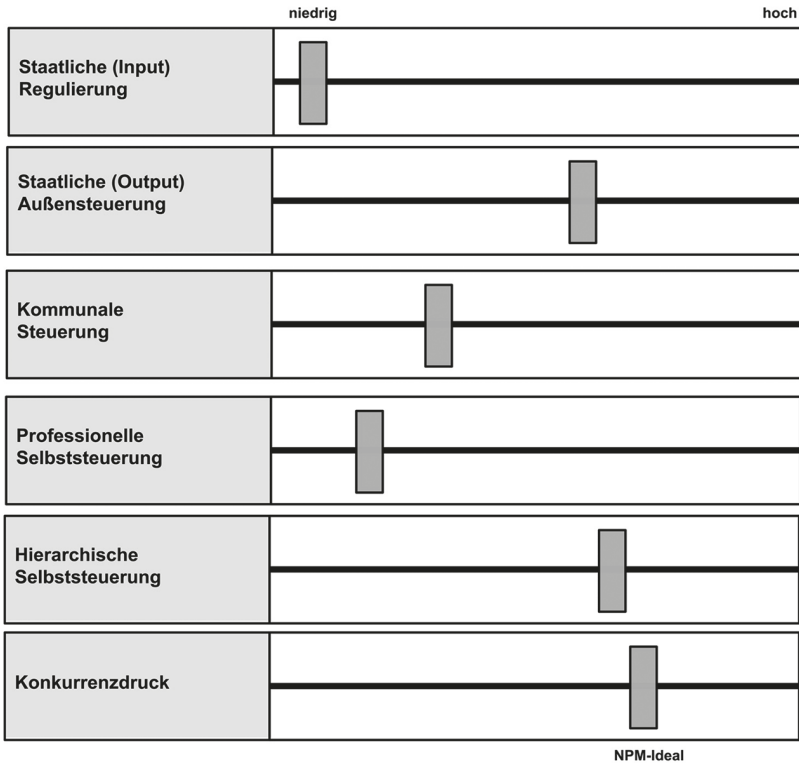 niedrig hoch
Staatliche (Input)
Regulierung
Staatliche (Output)
Außensteuerung
Kommunale
Steuerung
Professionelle
Selbststeuerung
Hierarchische
Selbststeuerung
Konkurrenzdruck
NPM-Ideal